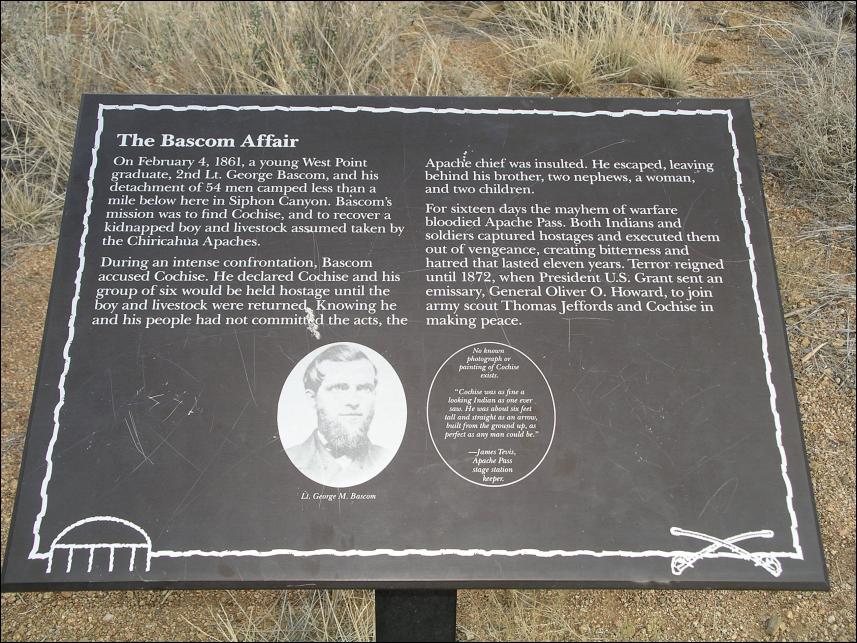 The Bascom Affair
On February 4, 1861, a young West Point
graduate, 2nd Lt. George Bascom, and his
detachment of 54 men camped less than a
mile below here in Siphon Canyon. Bascom's
mission was to find Cochise, and to recover a
kidnapped boy and livestock assumed taken by
the Chiricahua Apaches.
During an intense confrontation, Bascom
accused Cochise. He declared Cochise and his
group of six would be held hostage until the
boy and livestock were returned. Knowing he
and his people had not committed the acts, the
Apache chief was insulted. He escaped, leaving
behind his brother, two nephews, a woman,
and two children.
For sixteen days the mayhem of warfare
bloodied Apache Pass. Both Indians and
soldiers captured hostages and executed them
out of vengeance, creating bitterness and
hatred that lasted eleven years. Terror reigned
until 1872, when President U.S. Grant sent an
emissary, General Oliver O. Howard, to join
army scout Thomas Jeffords and Cochise in
making peace.
Lt. George M. Bascom
No known
photograph or
painting of Cochise
exists.
"Cochise was as fine a
looking Indian as one ever
saw. He was about six feet
tall and straight as an arrow,
built from the ground up, as
perfect as any man could be."
—James Tevis,
Apache Pass
stage station
keeper.